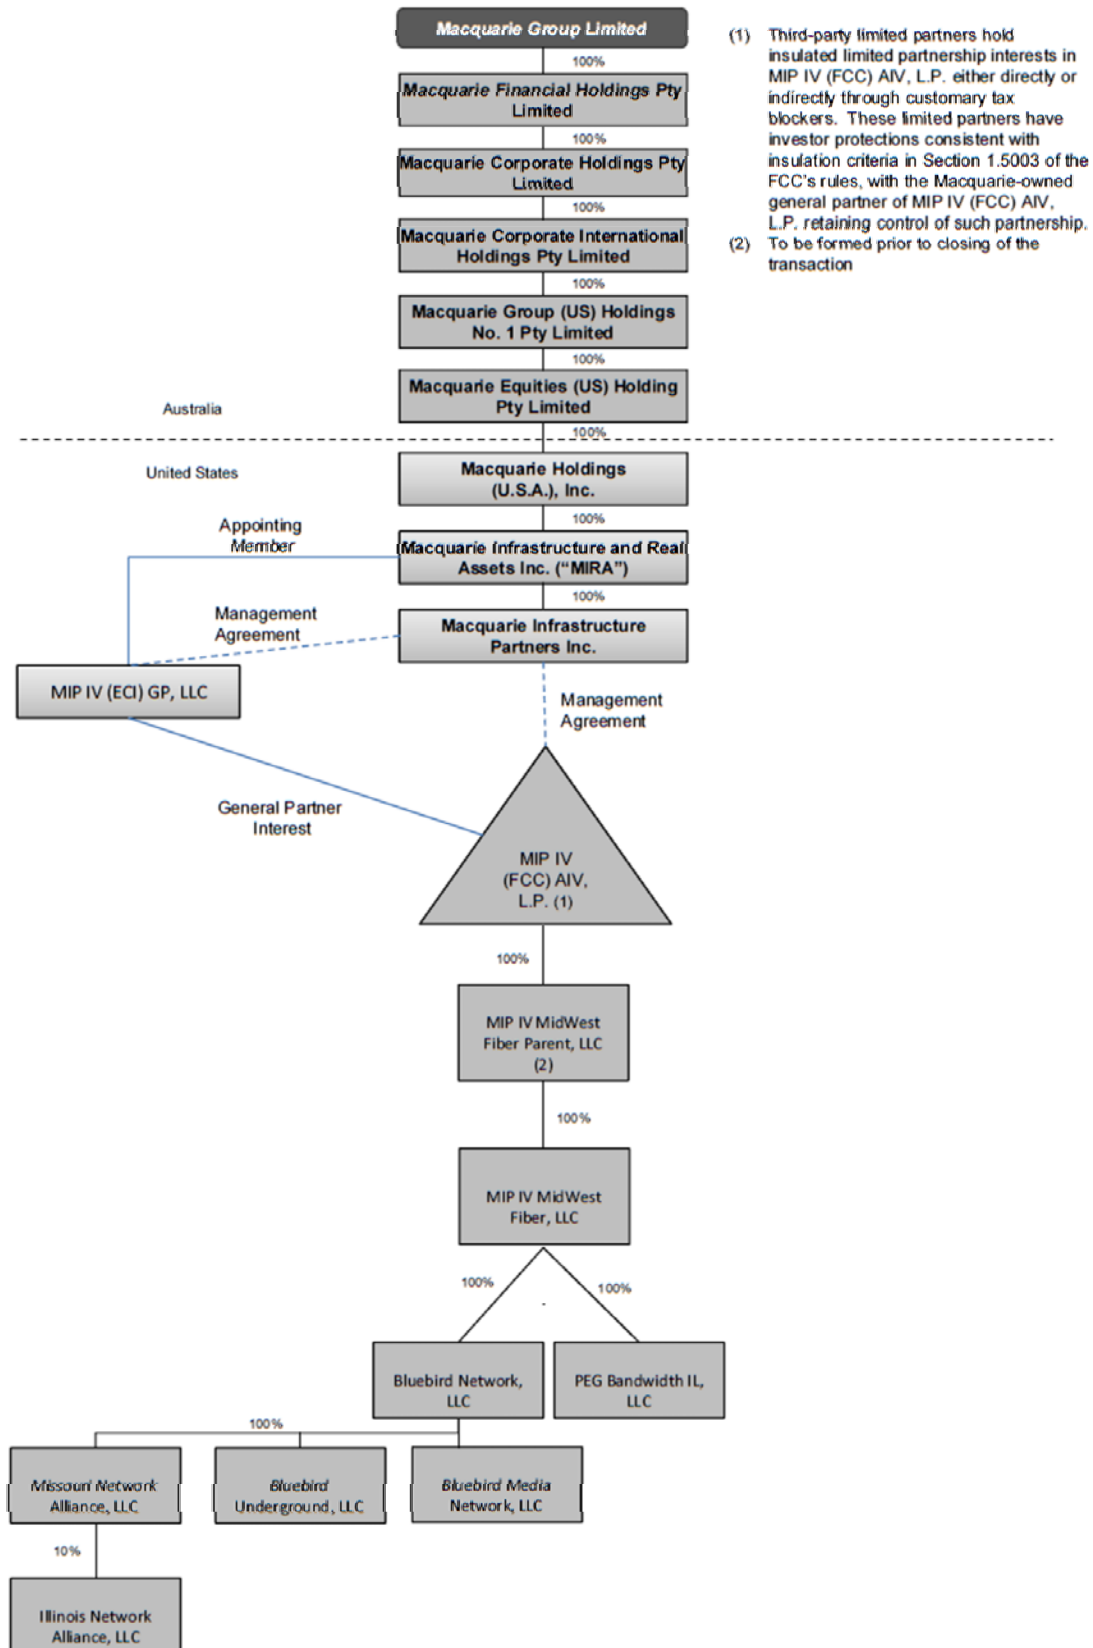 Macquarie Group Limited
100%
Macquarie Financial Holdings Pty
Limited
100%
Macquarie Corporate Holdings Pty
Limited
100%
Macquarie Corporate International
Holdings Pty Limited
100%
Macquarie Group (US) Holdings
No. 1 Pty Limited
100%
Macquarie Equities (US) Holding
Pty Limited
100%
(1) Third-party limited partners hold
insulated limited partnership interests in
MIP IV (FCC) AIV, L.P. either directly or
indirectly through customary tax
blockers. These limited partners have
investor protections consistent with
insulation criteria in Section 1.5003 of the
FCC's rules, with the Macquarie-owned
general partner of MIP IV (FCC) AIV,
L.P. retaining control of such partnership.
(2) To be formed prior to closing of the
transaction
Australia
United States
Macquarie Holdings
(U.S.A.), Inc.
100%
Appointing
Member
Macquarie Infrastructure and Real
Assets Inc. ("MIRA")
100%
Management
Agreement
Macquarie Infrastructure
Partners Inc.
MIP IV (ECI) GP, LLC
Management
Agreement
General Partner
Interest
MIP IV
(FCC) AIV,
L.P. (1)
100%
MIP IV MidWest
Fiber Parent, LLC
(2)
100%
MIP IV MidWest
Fiber, LLC
100%
100%
Bluebird Network,
LLC
PEG Bandwidth IL,
LLC
100%
Missouri Network
Alliance, LLC
Bluebird
Underground, LLC
Bluebird Media
Network, LLC
10%
Illinois Network
Alliance, LLC